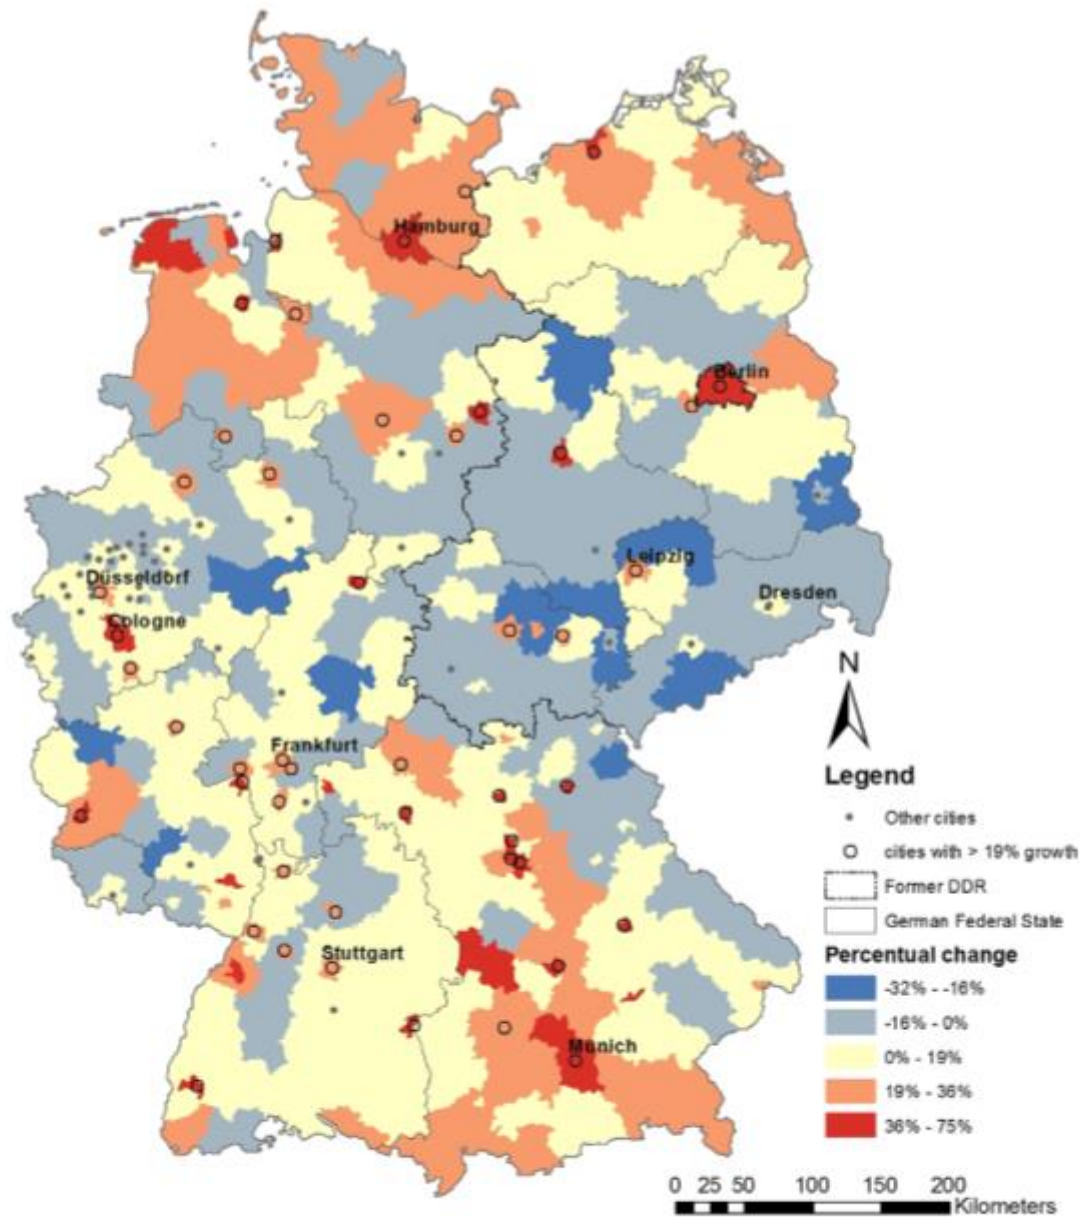 Hamburg
Berlin
Leipzig
Düsseldorf
Dresden
Cologne
N
Frankfurt
Legend
Other cities
cities with > 19% growth
Former DDR
German Federal State
Stuttgart
Percentual change
-32% - -16%
-16% - 0%
Munich
0% - 19%
19% - 36%
36% - 75%
0 25 50 100 150 200
Kilometers